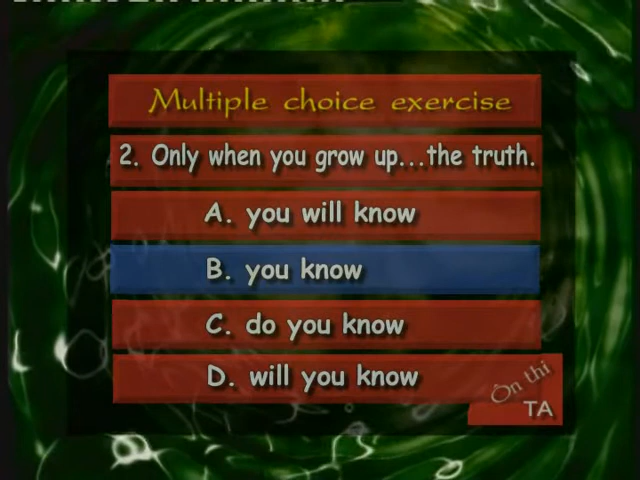 Multiple choice exercise
2. Only when you grow up...the truth.
A. you will know
B. you know
C. do you know
D. will you know
Ôn thi
TA